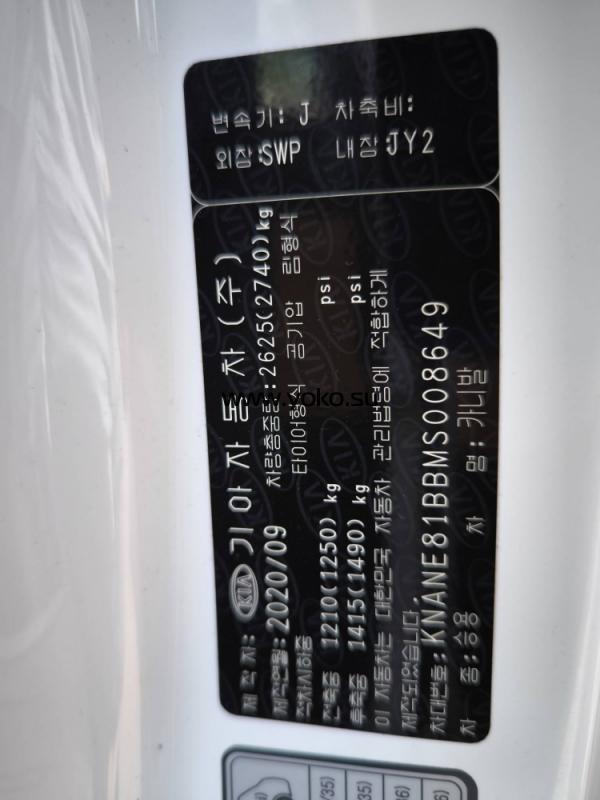 제 작 자: KIA 기아자동차(주)
제작연월: 2020/09 차량총중량: 2625(2740)kg
적차시하중 타이어형식 공기압 림형식
전축중 1210(1250) kg psi
후축중 1415(1490) kg psi
이 자동차는 대한민국 자동차 관리법령에 적합하게
제작되었습니다.
차대번호: KNANE81BBMS008649
차 종: 승용 차 명: 카니발
변속기: J 차축비:
외장:SWP 내장:JY2
www.yoko.su